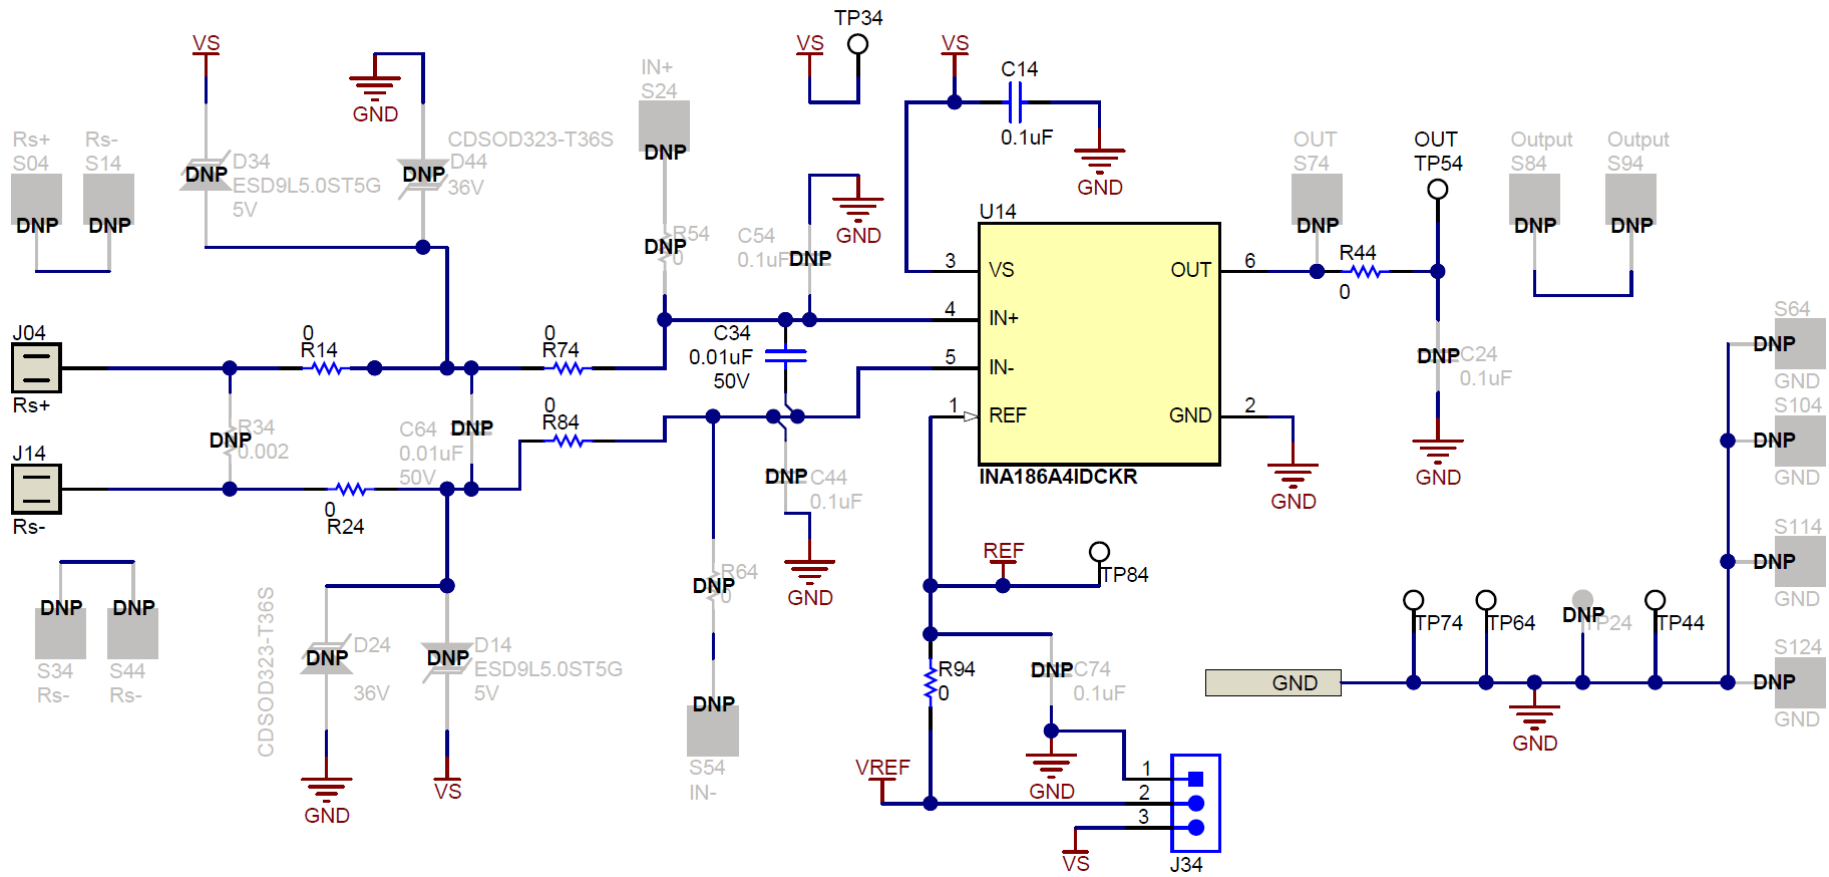 TP34
VS
VS
VS
GND
IN+
S24
DNP
C14
0.1uF
GND
Rs+
S04
DNP
Rs-
S14
DNP
D34
DNP
ESD9L5.0ST5G
5V
CDSOD323-T36S
D44
DNP
36V
R54
DNP
0
C54
0.1uF
DNP
GND
U14
3
VS
4
IN+
5
IN-
1
REF
OUT
6
GND
2
INA186A4IDCKR
GND
OUT
S74
DNP
R44
0
OUT
TP54
DNP
C24
0.1uF
GND
Output
S84
DNP
Output
S94
DNP
J04
Rs+
0
R14
0
R74
C34
0.01uF
50V
R34
DNP
0.002
C64
0.01uF
50V
DNP
0
R84
J14
Rs-
0
R24
DNP
C44
0.1uF
GND
DNP
S34
Rs-
DNP
S44
Rs-
CDSOD323-T36S
D24
DNP
36V
GND
D14
DNP
ESD9L5.0ST5G
5V
VS
R64
DNP
0
DNP
S54
IN-
REF
TP84
R94
0
DNP
C74
0.1uF
GND
VREF
1
2
3
VS
J34
S64
DNP
GND
S104
DNP
GND
S114
DNP
GND
S124
DNP
GND
TP74
TP64
DNP
TP24
TP44
GND
GND